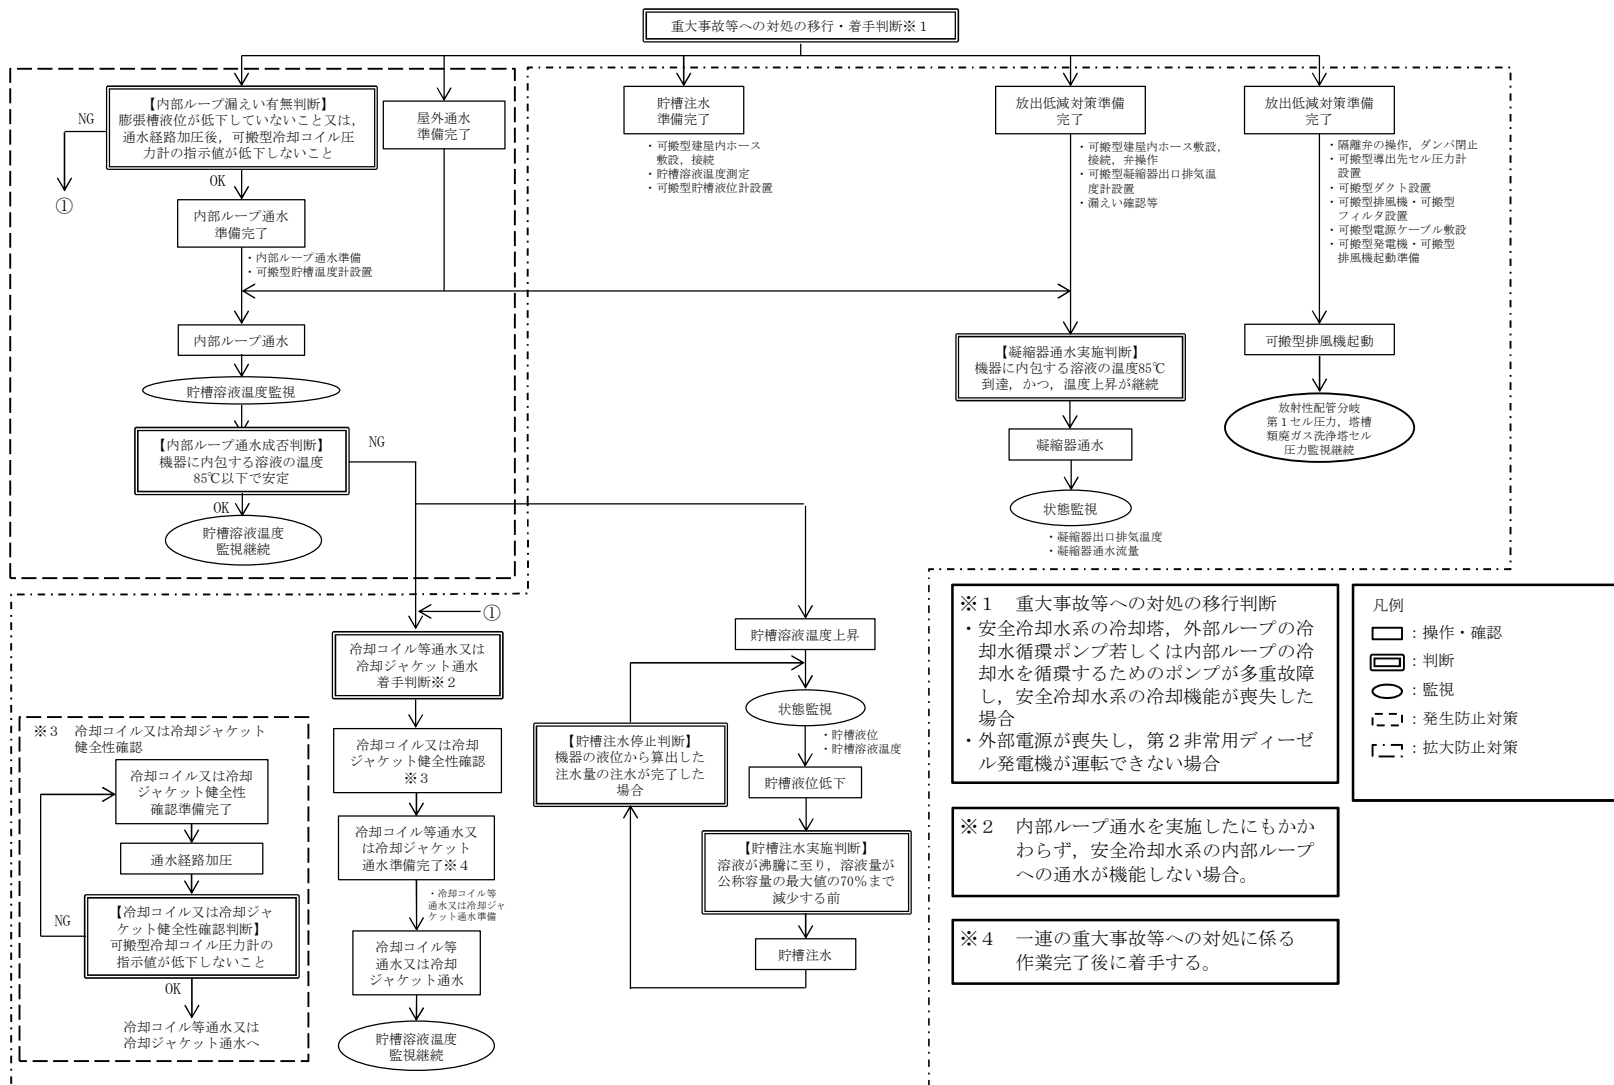 重大事故等への対処の移行・着手判断※1
【内部ループ漏えい有無判断】
膨張槽液位が低下していないこと又は，
通水経路加圧後，可搬型冷却コイル圧
力計の指示値が低下しないこと
NG
①
OK
屋外通水
準備完了
内部ループ通水
準備完了
・内部ループ通水準備
・可搬型貯槽温度計設置
内部ループ通水
貯槽溶液温度監視
【内部ループ通水成否判断】
機器に内包する溶液の温度
85℃以下で安定
NG
OK
貯槽溶液温度
監視継続
貯槽注水
準備完了
・可搬型建屋内ホース
敷設，接続
・貯槽溶液温度測定
・可搬型貯槽液位計設置
放出低減対策準備
完了
・可搬型建屋内ホース敷設，
接続，弁操作
・可搬型凝縮器出口排気温
度計設置
・漏えい確認等
放出低減対策準備
完了
・隔離弁の操作，ダンパ閉止
・可搬型導出先セル圧力計
設置
・可搬型ダクト設置
・可搬型排風機・可搬型
フィルタ設置
・可搬型電源ケーブル敷設
・可搬型発電機・可搬型
排風機起動準備
【凝縮器通水実施判断】
機器に内包する溶液の温度85℃
到達，かつ，温度上昇が継続
凝縮器通水
状態監視
・凝縮器出口排気温度
・凝縮器通水流量
可搬型排風機起動
放射性配管分岐
第1セル圧力，塔槽
類廃ガス洗浄塔セル
圧力監視継続
①
冷却コイル等通水又は
冷却ジャケット通水
着手判断※2
冷却コイル又は冷却
ジャケット健全性確認
※3
冷却コイル等通水又
は冷却ジャケット
通水準備完了※4
・冷却コイル等
通水又は冷却ジャ
ケット通水準備
冷却コイル等
通水又は冷却
ジャケット通水
貯槽溶液温度
監視継続
※3　冷却コイル又は冷却ジャケット
健全性確認
冷却コイル又は冷却
ジャケット健全性
確認準備完了
通水経路加圧
【冷却コイル又は冷却ジャ
ケット健全性確認判断】
可搬型冷却コイル圧力計の
指示値が低下しないこと
NG
OK
冷却コイル等通水又は
冷却ジャケット通水へ
貯槽溶液温度上昇
状態監視
・貯槽液位
・貯槽溶液温度
貯槽液位低下
【貯槽注水実施判断】
溶液が沸騰に至り，溶液量が
公称容量の最大値の70％まで
減少する前
貯槽注水
【貯槽注水停止判断】
機器の液位から算出した
注水量の注水が完了した
場合
※1　重大事故等への対処の移行判断
・安全冷却水系の冷却塔，外部ループの冷
却水循環ポンプ若しくは内部ループの冷
却水を循環するためのポンプが多重故障
し，安全冷却水系の冷却機能が喪失した
場合
・外部電源が喪失し，第2非常用ディーゼ
ル発電機が運転できない場合
※2　内部ループ通水を実施したにもかか
わらず，安全冷却水系の内部ループ
への通水が機能しない場合。
※4　一連の重大事故等への対処に係る
作業完了後に着手する。
凡例
：操作・確認
：判断
：監視
：発生防止対策
：拡大防止対策